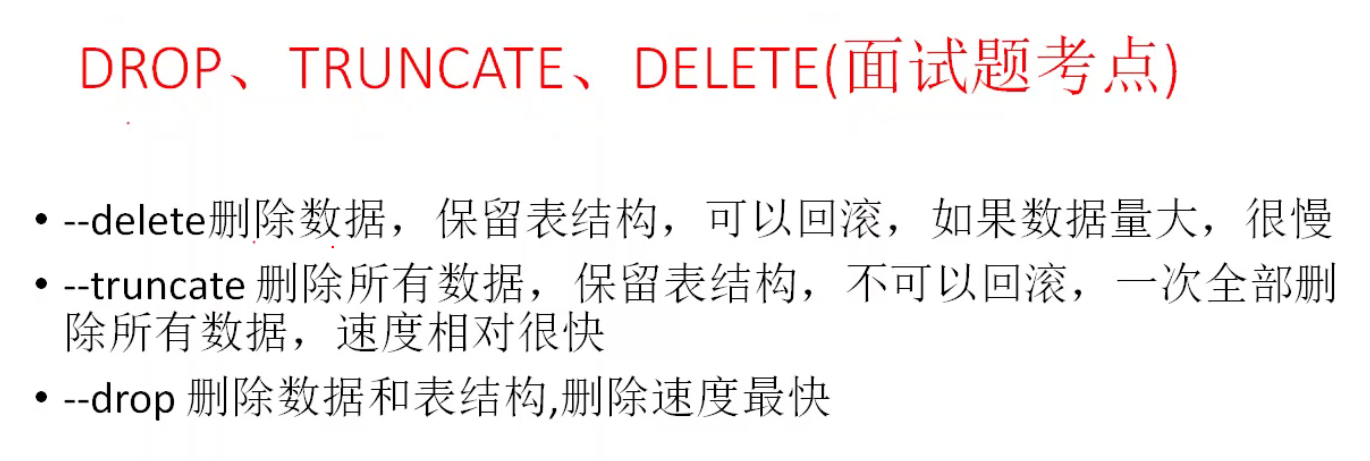 DROP、TRUNCATE、DELETE(面试题考点)
• --delete删除数据，保留表结构，可以回滚，如果数据量大，很慢
• --truncate 删除所有数据，保留表结构，不可以回滚，一次全部删
除所有数据，速度相对很快
• --drop 删除数据和表结构,删除速度最快